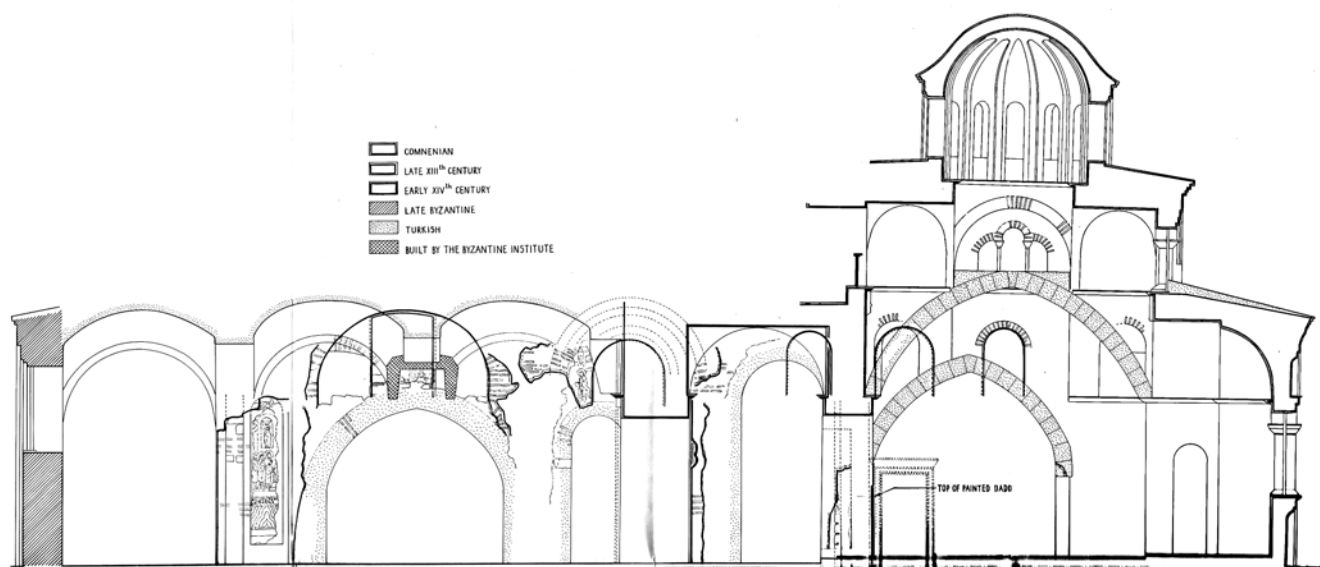 COMNENIAN
LATE XIIIth CENTURY
EARLY XIVth CENTURY
LATE BYZANTINE
TURKISH
BUILT BY THE BYZANTINE INSTITUTE
TOP OF PAINTED DADO